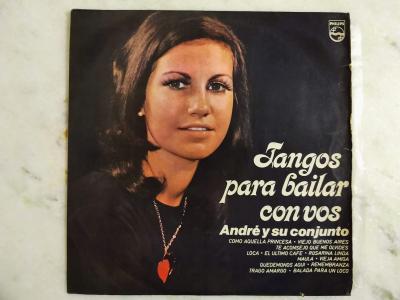 PHILIPS
Tangos
para bailar
con vos
André y su conjunto
COMO AQUELLA PRINCESA • VIEJO BUENOS AIRES
TE ACONSEJO QUE ME OLVIDES
LOCA • EL ULTIMO CAFE • ROSARINA LINDA
MAULA • VIEJA AMIGA
QUEDEMONOS AQUI • REMEMBRANZA
TRAGO AMARGO • BALADA PARA UN LOCO